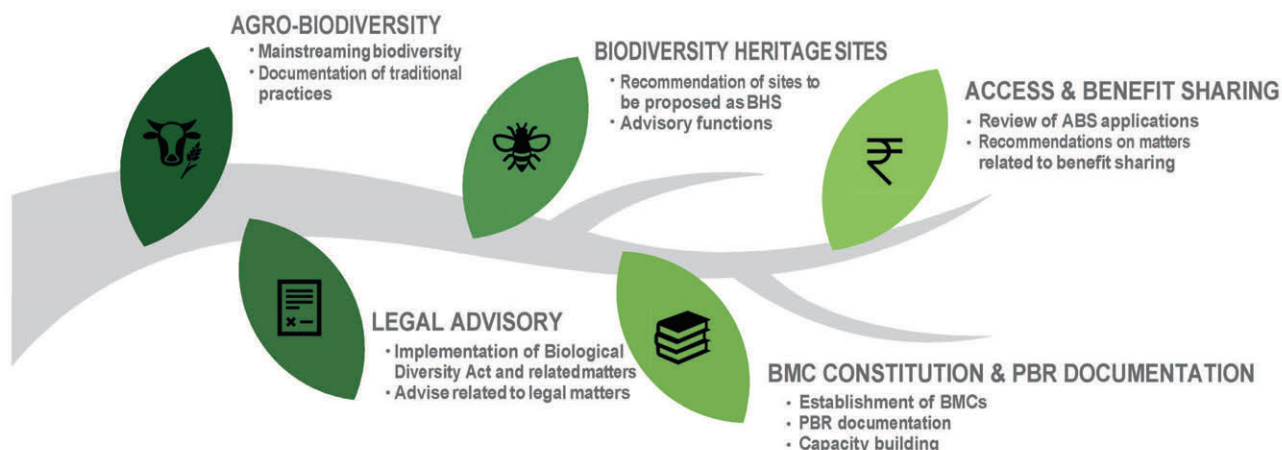 AGRO-BIODIVERSITY
• Mainstreaming biodiversity
• Documentation of traditional
practices
BIODIVERSITY HERITAGE SITES
• Recommendation of sites to
be proposed as BHS
• Advisory functions
ACCESS & BENEFIT SHARING
• Review of ABS applications
• Recommendations on matters
related to benefit sharing
₹
LEGAL ADVISORY
• Implementation of Biological
Diversity Act and related matters
• Advise related to legal matters
BMC CONSTITUTION & PBR DOCUMENTATION
• Establishment of BMCs
• PBR documentation
• Capacity building